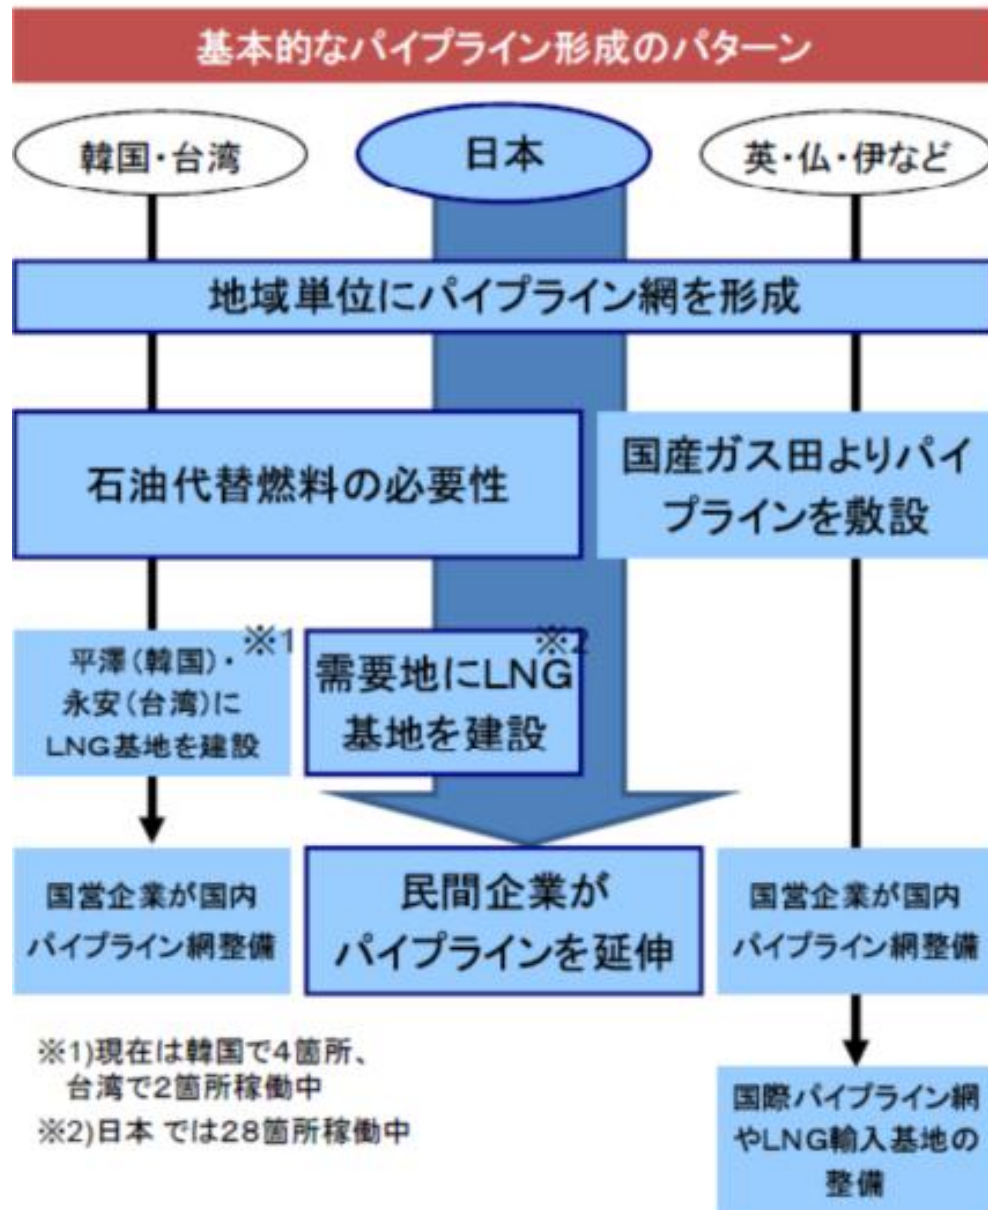 基本的なパイプライン形成のパターン
韓国・台湾
日本
英・仏・伊など
地域単位にパイプライン網を形成
石油代替燃料の必要性
国産ガス田よりパイ
プラインを敷設
※1
平澤(韓国)・
永安(台湾)に
LNG基地を建設
※2
需要地にLNG
基地を建設
国営企業が国内
パイプライン網整備
民間企業が
パイプラインを延伸
国営企業が国内
パイプライン網整備
※1)現在は韓国で4箇所、
台湾で2箇所稼働中
※2)日本 では28箇所稼働中
国際パイプライン網
やLNG輸入基地の
整備